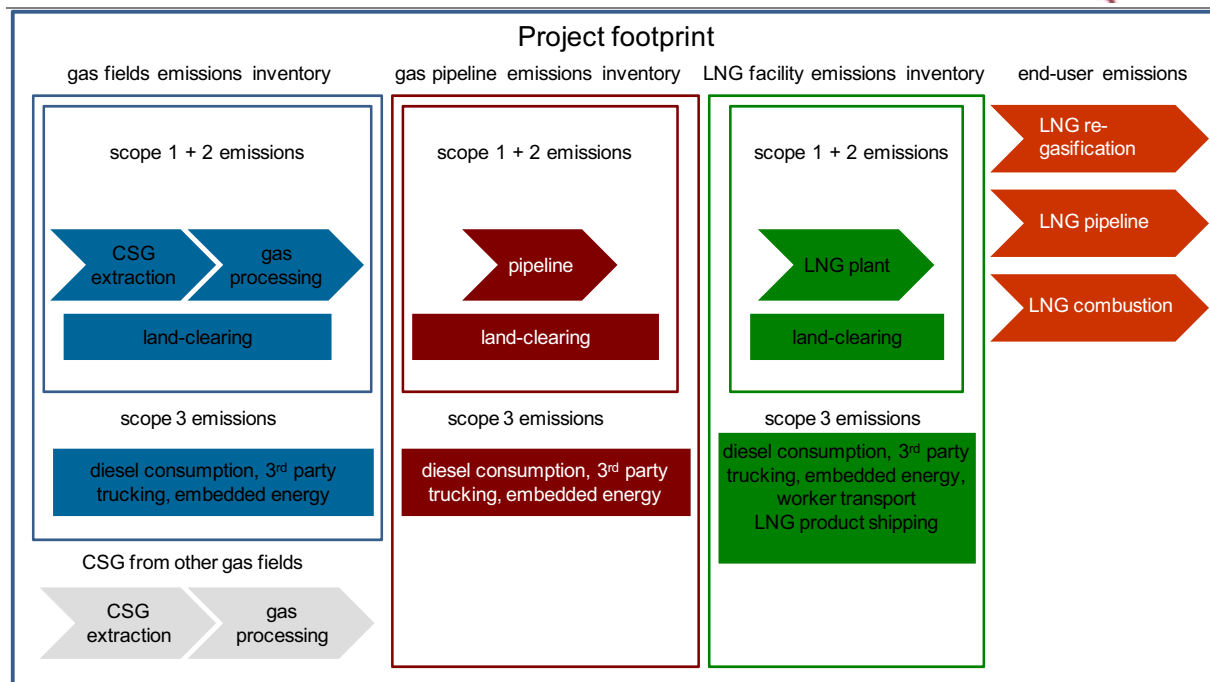 Project footprint
gas fields emissions inventory
gas pipeline emissions inventory
LNG facility emissions inventory
end-user emissions
scope 1 + 2 emissions
CSG
extraction
gas
processing
land-clearing
scope 3 emissions
diesel consumption, 3rd party
trucking, embedded energy
CSG from other gas fields
CSG
extraction
gas
processing
scope 1 + 2 emissions
pipeline
land-clearing
scope 3 emissions
diesel consumption, 3rd party
trucking, embedded energy
scope 1 + 2 emissions
LNG plant
land-clearing
scope 3 emissions
diesel consumption, 3rd party
trucking, embedded energy,
worker transport
LNG product shipping
LNG re-
gasification
LNG pipeline
LNG combustion